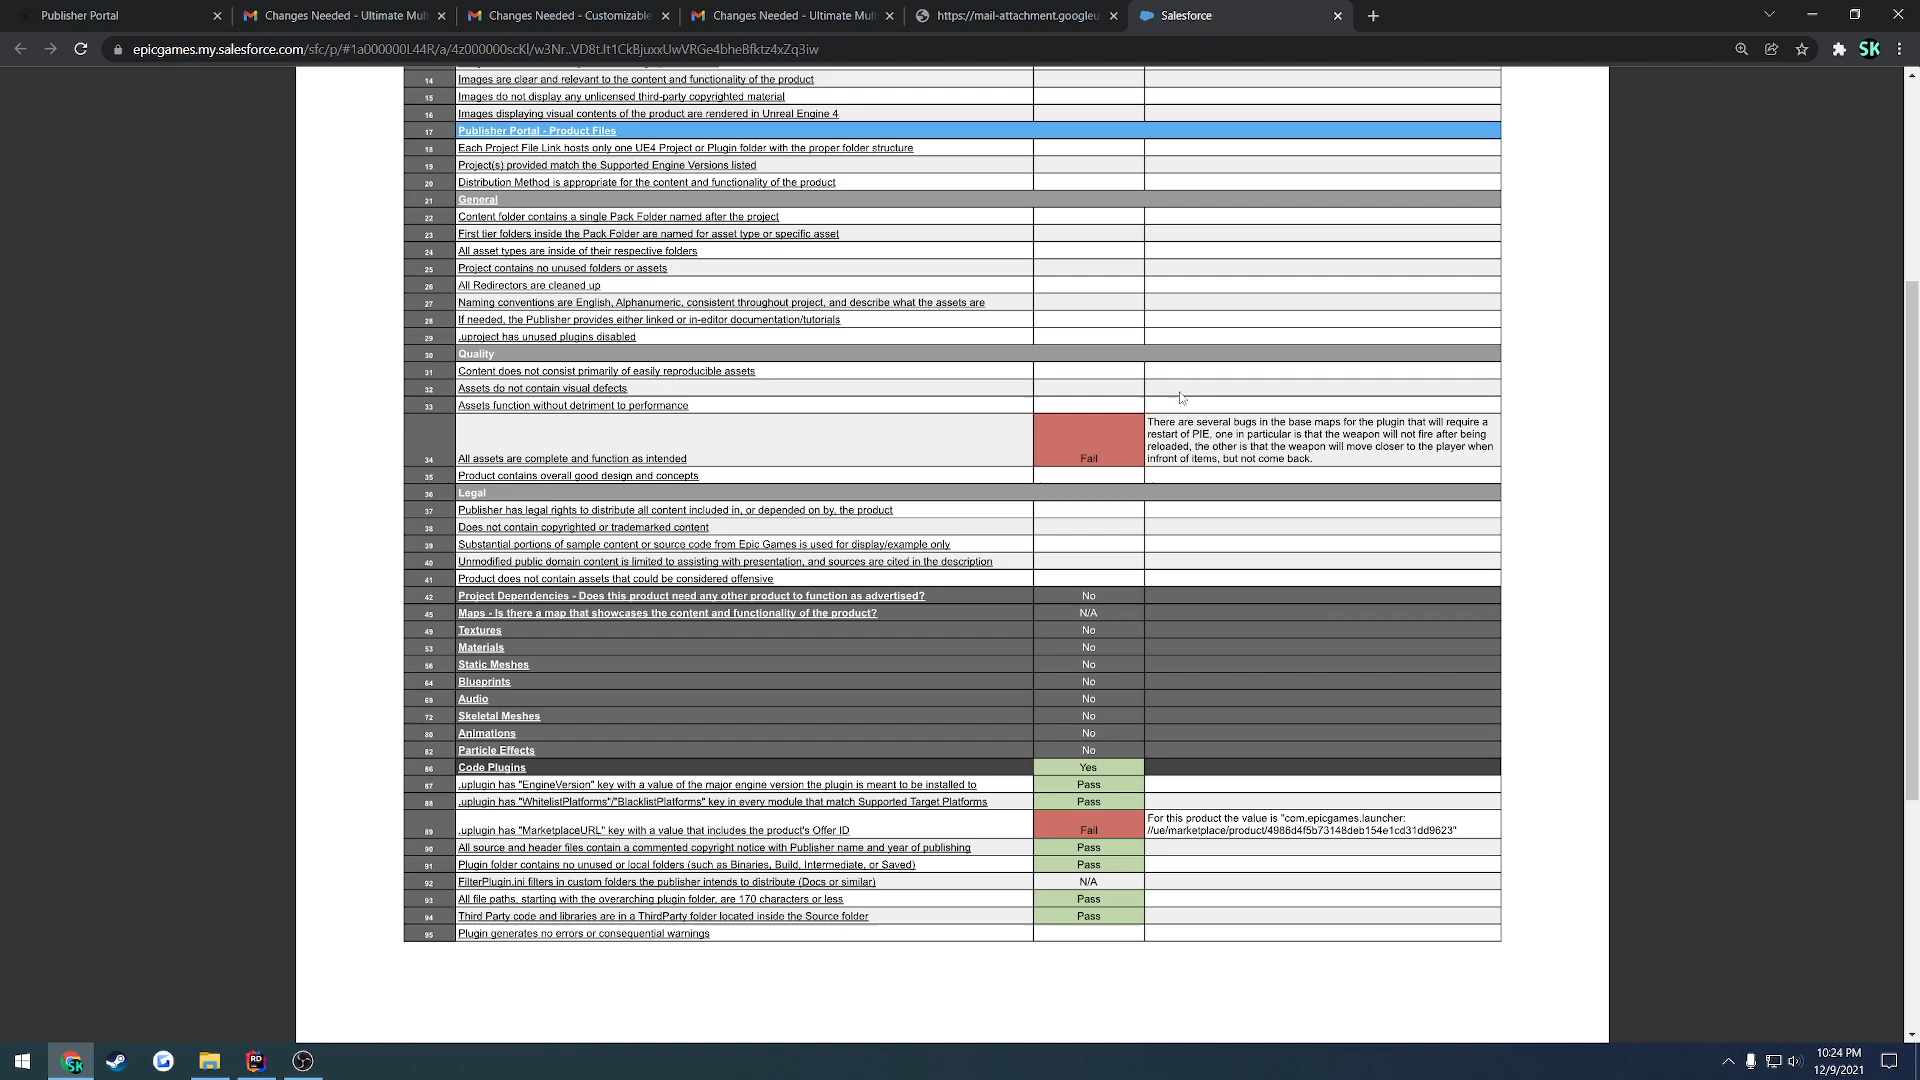 Publisher Portal
Changes Needed - Ultimate Mul
Changes Needed - Customizable
Changes Needed - Ultimate Mul
https://mail-attachment.googleu
Salesforce
epicgames.my.salesforce.com/sfc/p/#1a000000L44R/a/4z000000scKl/w3Nr..VD8t.It1CkBjuxxUwVRGe4bheBfktz4xZq3iw
SK
14 Images are clear and relevant to the content and functionality of the product
15 Images do not display any unlicensed third-party copyrighted material
16 Images displaying visual contents of the product are rendered in Unreal Engine 4
17 Publisher Portal - Product Files
18 Each Project File Link hosts only one UE4 Project or Plugin folder with the proper folder structure
19 Project(s) provided match the Supported Engine Versions listed
20 Distribution Method is appropriate for the content and functionality of the product
21 General
22 Content folder contains a single Pack Folder named after the project
23 First tier folders inside the Pack Folder are named for asset type or specific asset
24 All asset types are inside of their respective folders
25 Project contains no unused folders or assets
26 All Redirectors are cleaned up
27 Naming conventions are English, Alphanumeric, consistent throughout project, and describe what the assets are
28 If needed, the Publisher provides either linked or in-editor documentation/tutorials
29 .uproject has unused plugins disabled
30 Quality
31 Content does not consist primarily of easily reproducible assets
32 Assets do not contain visual defects
33 Assets function without detriment to performance
There are several bugs in the base maps for the plugin that will require a
restart of PIE, one in particular is that the weapon will not fire after being
reloaded, the other is that the weapon will move closer to the player when
34 All assets are complete and function as intended Fail infront of items, but not come back.
35 Product contains overall good design and concepts
36 Legal
37 Publisher has legal rights to distribute all content included in, or depended on by, the product
38 Does not contain copyrighted or trademarked content
39 Substantial portions of sample content or source code from Epic Games is used for display/example only
40 Unmodified public domain content is limited to assisting with presentation, and sources are cited in the description
41 Product does not contain assets that could be considered offensive
42 Project Dependencies - Does this product need any other product to function as advertised? No
45 Maps - Is there a map that showcases the content and functionality of the product? N/A
49 Textures No
53 Materials No
56 Static Meshes No
64 Blueprints No
69 Audio No
72 Skeletal Meshes No
80 Animations No
82 Particle Effects No
86 Code Plugins Yes
87 .uplugin has "EngineVersion" key with a value of the major engine version the plugin is meant to be installed to Pass
88 .uplugin has "WhitelistPlatforms"/"BlacklistPlatforms" key in every module that match Supported Target Platforms Pass
For this product the value is "com.epicgames.launcher:
89 .uplugin has "MarketplaceURL" key with a value that includes the product's Offer ID Fail //ue/marketplace/product/4986d4f5b73148deb154e1cd31dd9623"
90 All source and header files contain a commented copyright notice with Publisher name and year of publishing Pass
91 Plugin folder contains no unused or local folders (such as Binaries, Build, Intermediate, or Saved) Pass
92 FilterPlugin.ini filters in custom folders the publisher intends to distribute (Docs or similar) N/A
93 All file paths, starting with the overarching plugin folder, are 170 characters or less Pass
94 Third Party code and libraries are in a ThirdParty folder located inside the Source folder Pass
95 Plugin generates no errors or consequential warnings
SK
RD
10:24 PM
12/9/2021